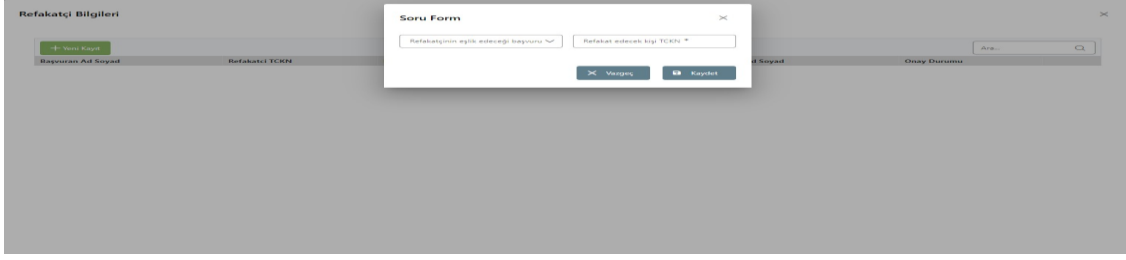 Refakatçi Bilgileri
Soru Form
Refakatçinin eşlik edeceği başvuru
Refakat edecek kişi TCKN *
Yeni Kayıt
Ara...
Vazgeç
Kaydet
Başvuran Ad Soyad
Refakatci TCKN
d Soyad
Onay Durumu